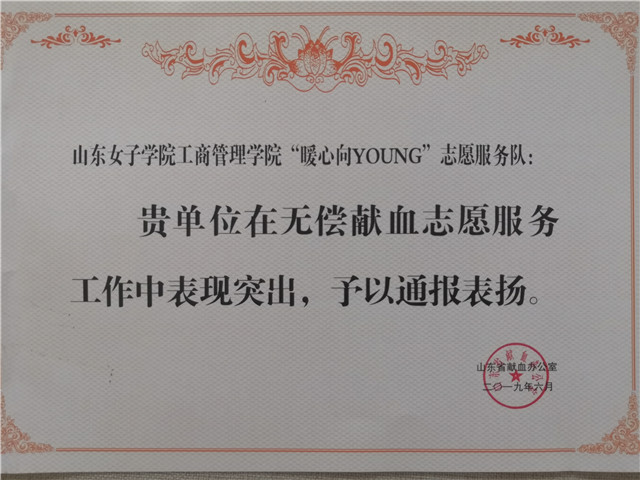 山东女子学院工商管理学院“暖心向YOUNG”志愿服务队：
贵单位在无偿献血志愿服务
工作中表现突出，予以通报表扬。
山东省献血办公室
二〇一九年六月